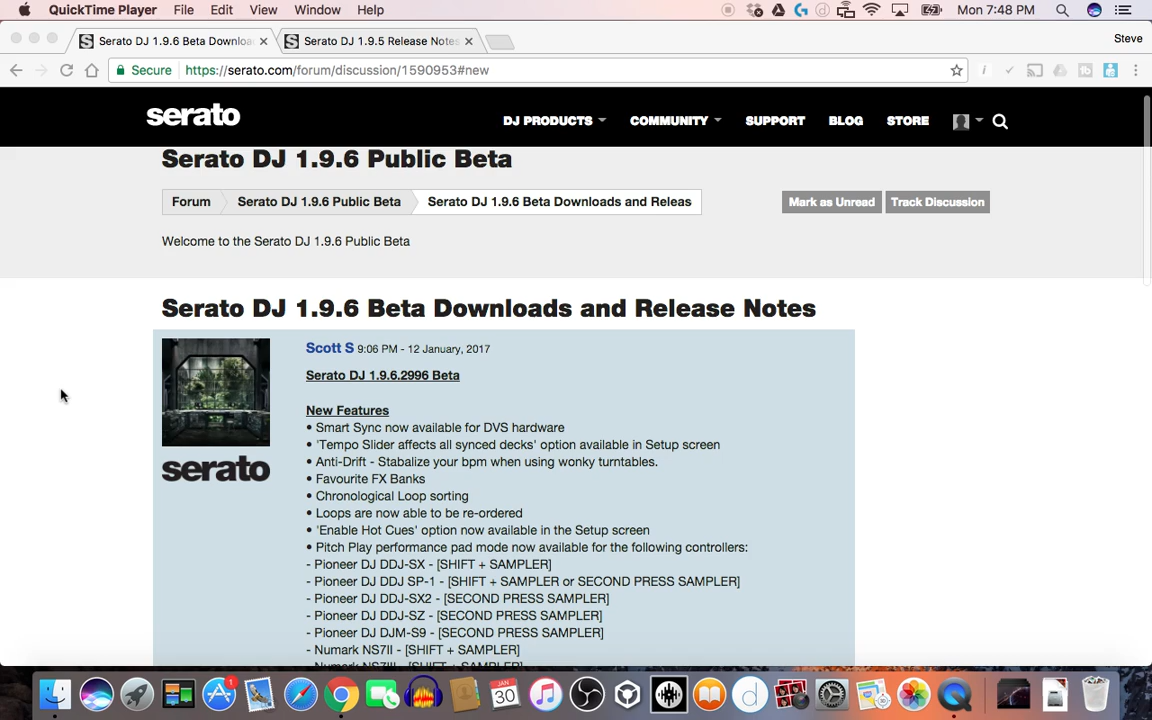 QuickTime Player File Edit View Window Help Mon 7:48 PM
Serato DJ 1.9.6 Beta Downloa Serato DJ 1.9.5 Release Notes Steve
Secure https://serato.com/forum/discussion/1590953#new
serato DJ PRODUCTS COMMUNITY SUPPORT BLOG STORE
Serato DJ 1.9.6 Public Beta
Forum Serato DJ 1.9.6 Public Beta Serato DJ 1.9.6 Beta Downloads and Releas Mark as Unread Track Discussion
Welcome to the Serato DJ 1.9.6 Public Beta
Serato DJ 1.9.6 Beta Downloads and Release Notes
Scott S 9:06 PM - 12 January, 2017
Serato DJ 1.9.6.2996 Beta
New Features
• Smart Sync now available for DVS hardware
• 'Tempo Slider affects all synced decks' option available in Setup screen
• Anti-Drift - Stabalize your bpm when using wonky turntables.
serato
• Favourite FX Banks
• Chronological Loop sorting
• Loops are now able to be re-ordered
• 'Enable Hot Cues' option now available in the Setup screen
• Pitch Play performance pad mode now available for the following controllers:
- Pioneer DJ DDJ-SX - [SHIFT + SAMPLER]
- Pioneer DJ DDJ SP-1 - [SHIFT + SAMPLER or SECOND PRESS SAMPLER]
- Pioneer DJ DDJ-SX2 - [SECOND PRESS SAMPLER]
- Pioneer DJ DDJ-SZ - [SECOND PRESS SAMPLER]
- Pioneer DJ DJM-S9 - [SECOND PRESS SAMPLER]
- Numark NS7II - [SHIFT + SAMPLER]
- Numark NS7III - [SHIFT + SAMPLER]
1
JAN
30